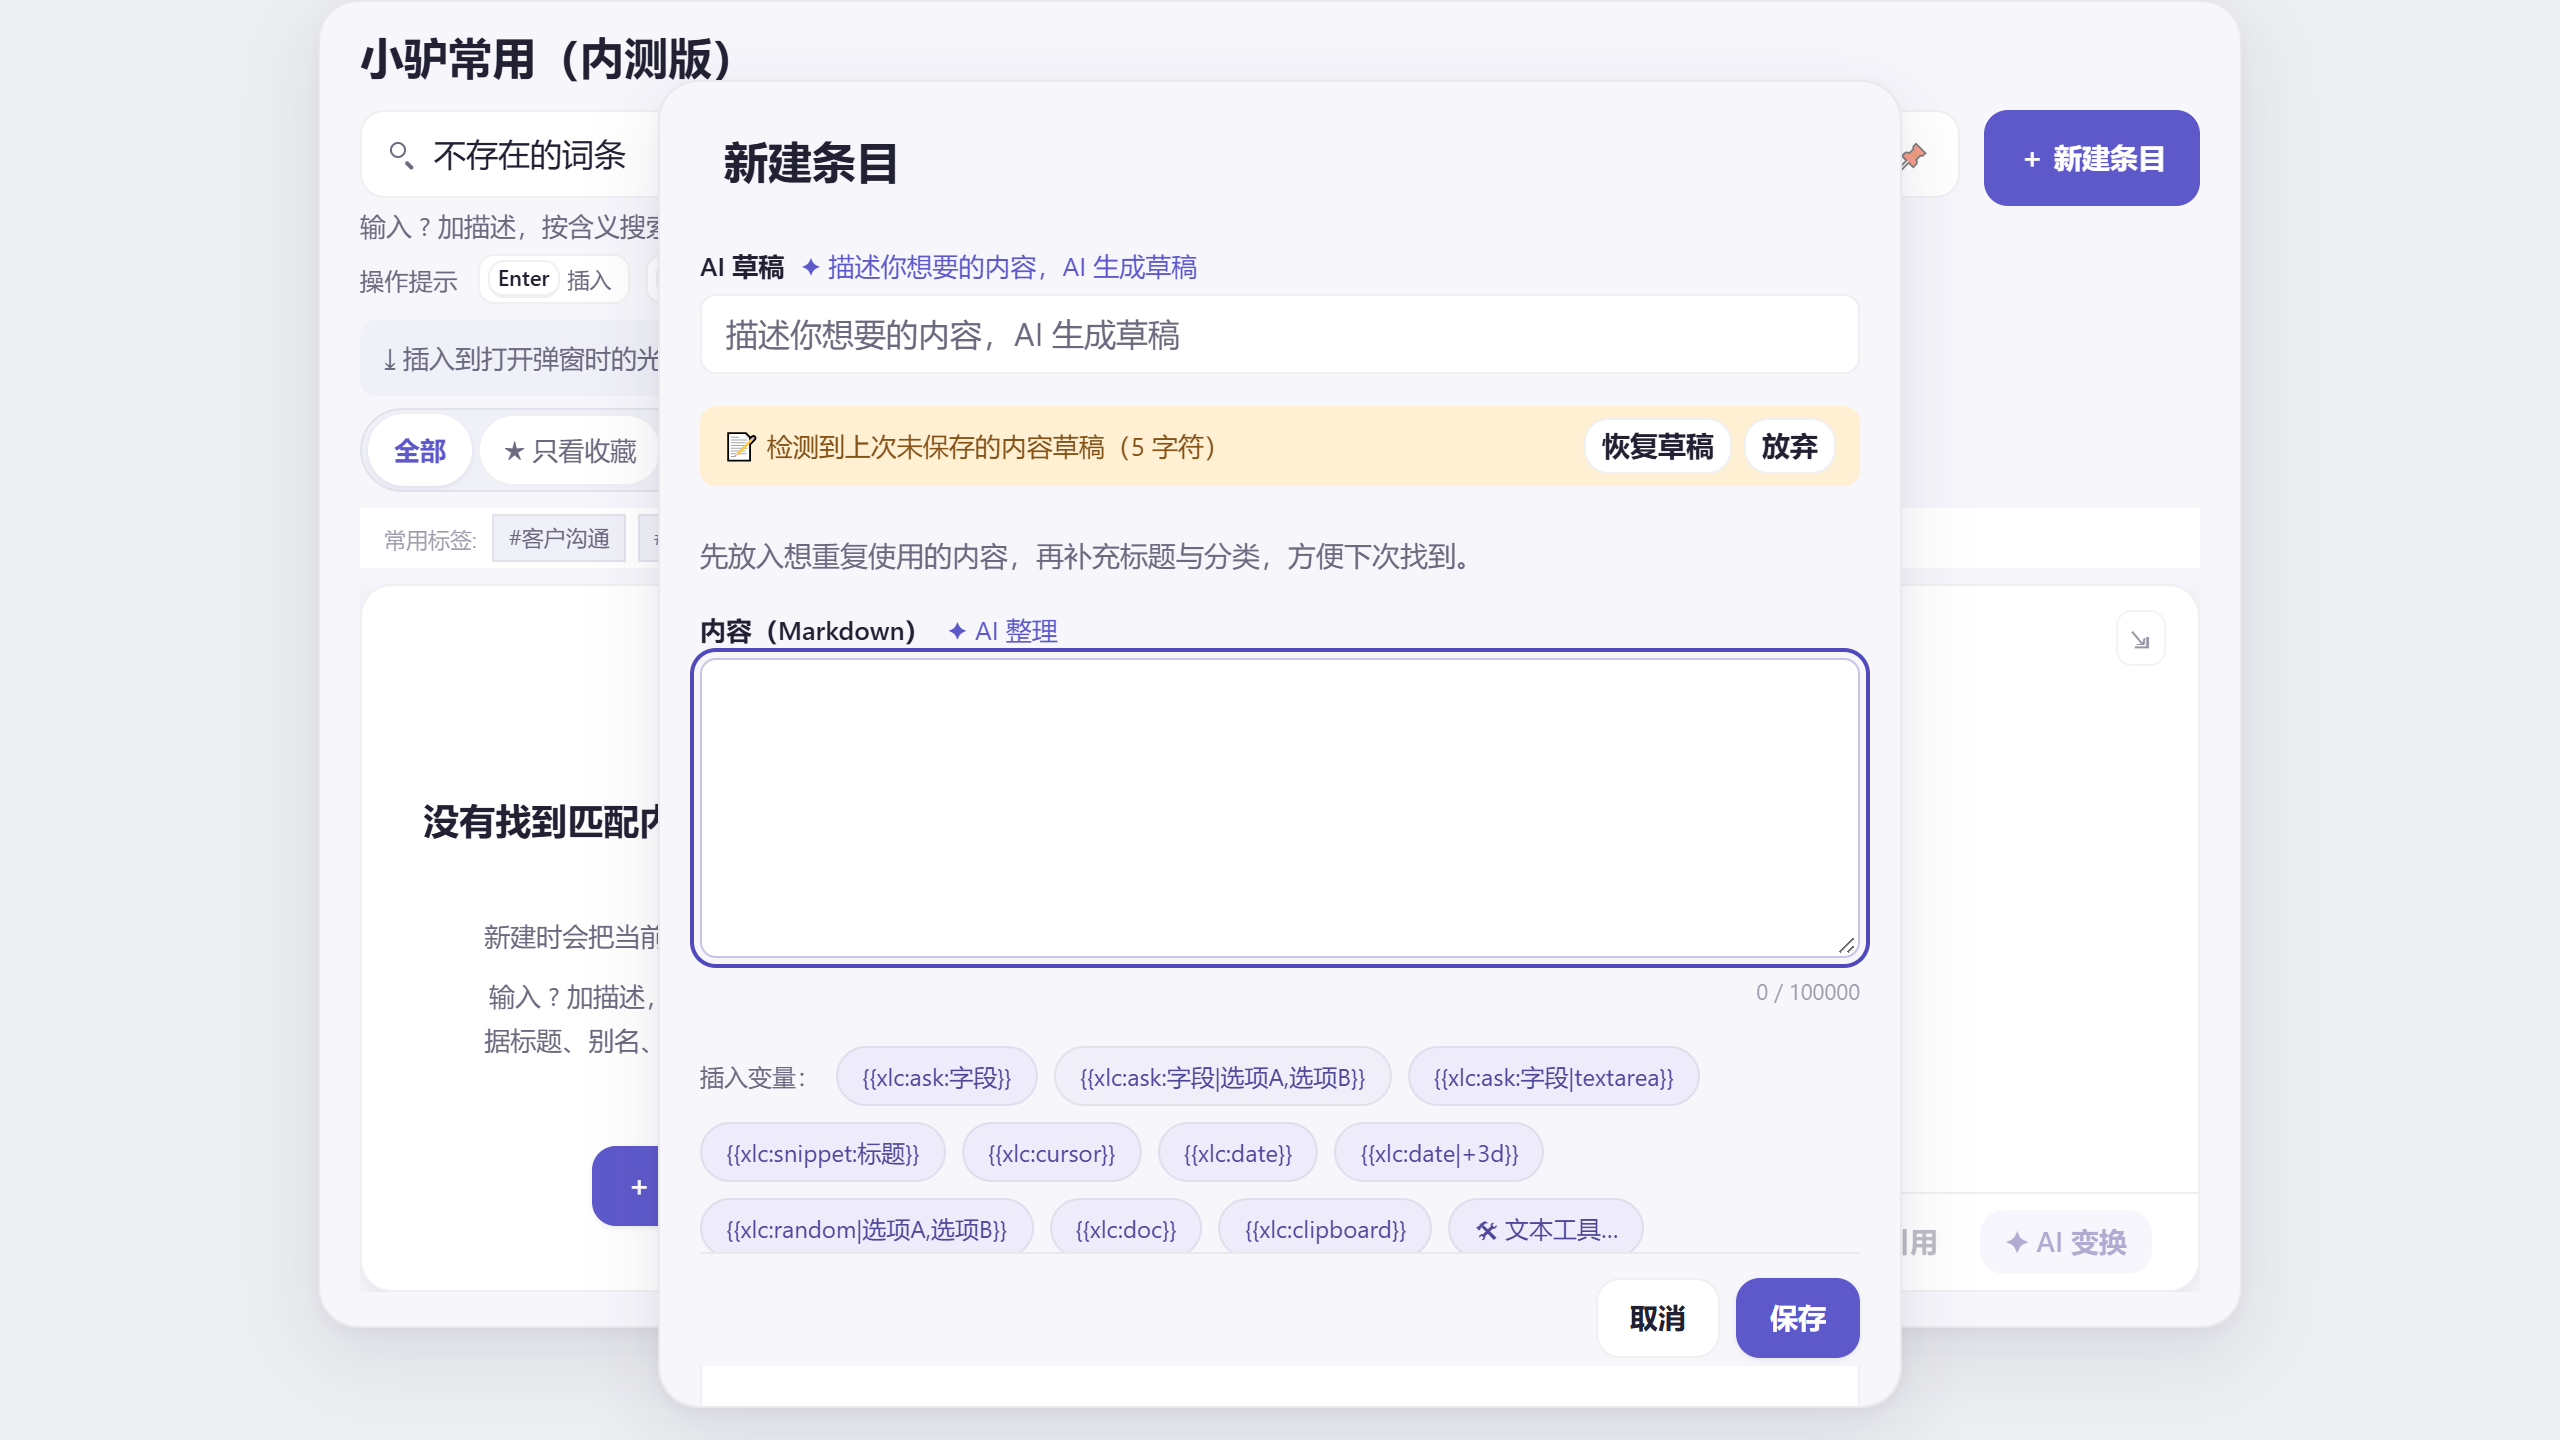 小驴常用（内测版）
不存在的词条
+ 新建条目
输入 ? 加描述，按含义搜索
操作提示 Enter 插入
插入到打开弹窗时的光
全部 ★ 只看收藏
常用标签: #客户沟通
没有找到匹配内
新建时会把当前
输入 ? 加描述，
据标题、别名、
+
引用 ✦ AI 变换
新建条目
AI 草稿 ✦ 描述你想要的内容，AI 生成草稿
描述你想要的内容，AI 生成草稿
检测到上次未保存的内容草稿（5 字符） 恢复草稿 放弃
先放入想重复使用的内容，再补充标题与分类，方便下次找到。
内容（Markdown） ✦ AI 整理
0 / 100000
插入变量： {{xlc:ask:字段}} {{xlc:ask:字段|选项A,选项B}} {{xlc:ask:字段|textarea}}
{{xlc:snippet:标题}} {{xlc:cursor}} {{xlc:date}} {{xlc:date|+3d}}
{{xlc:random|选项A,选项B}} {{xlc:doc}} {{xlc:clipboard}} 🛠 文本工具...
取消 保存